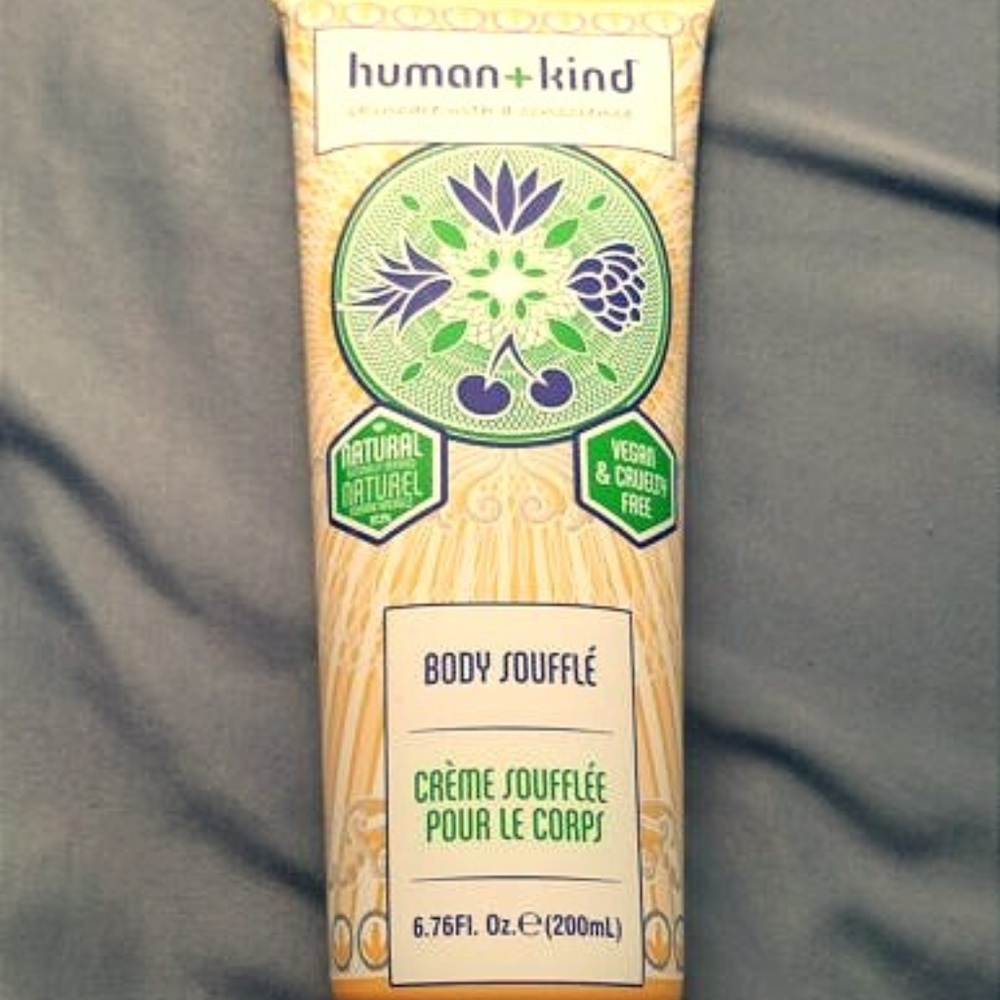 human+kind
NATURAL
NATUREL
VEGAN
& CRUELTY
FREE
BODY SOUFFLÉ
CRÈME SOUFFLÉE
POUR LE CORPS
6.76Fl. Oz.℮(200mL)